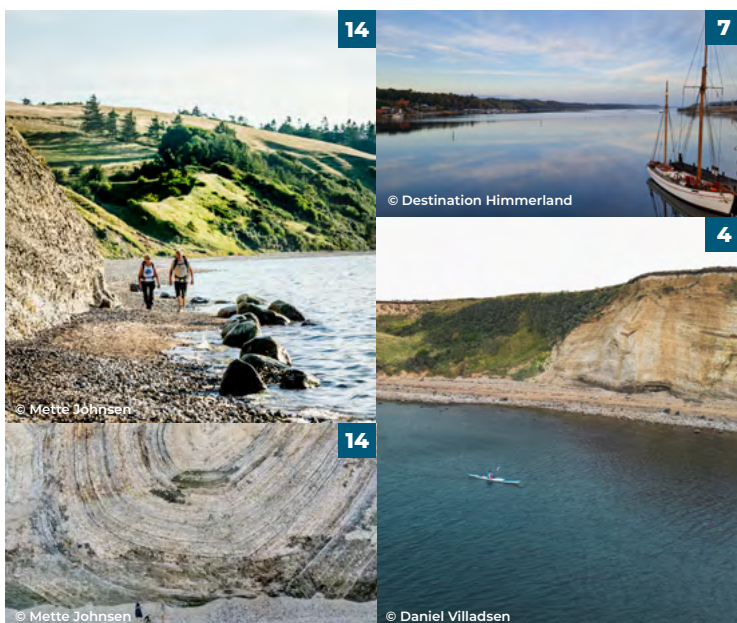 14
© Mette Johnsen
14
© Mette Johnsen
7
© Destination Himmerland
4
© Daniel Villadsen